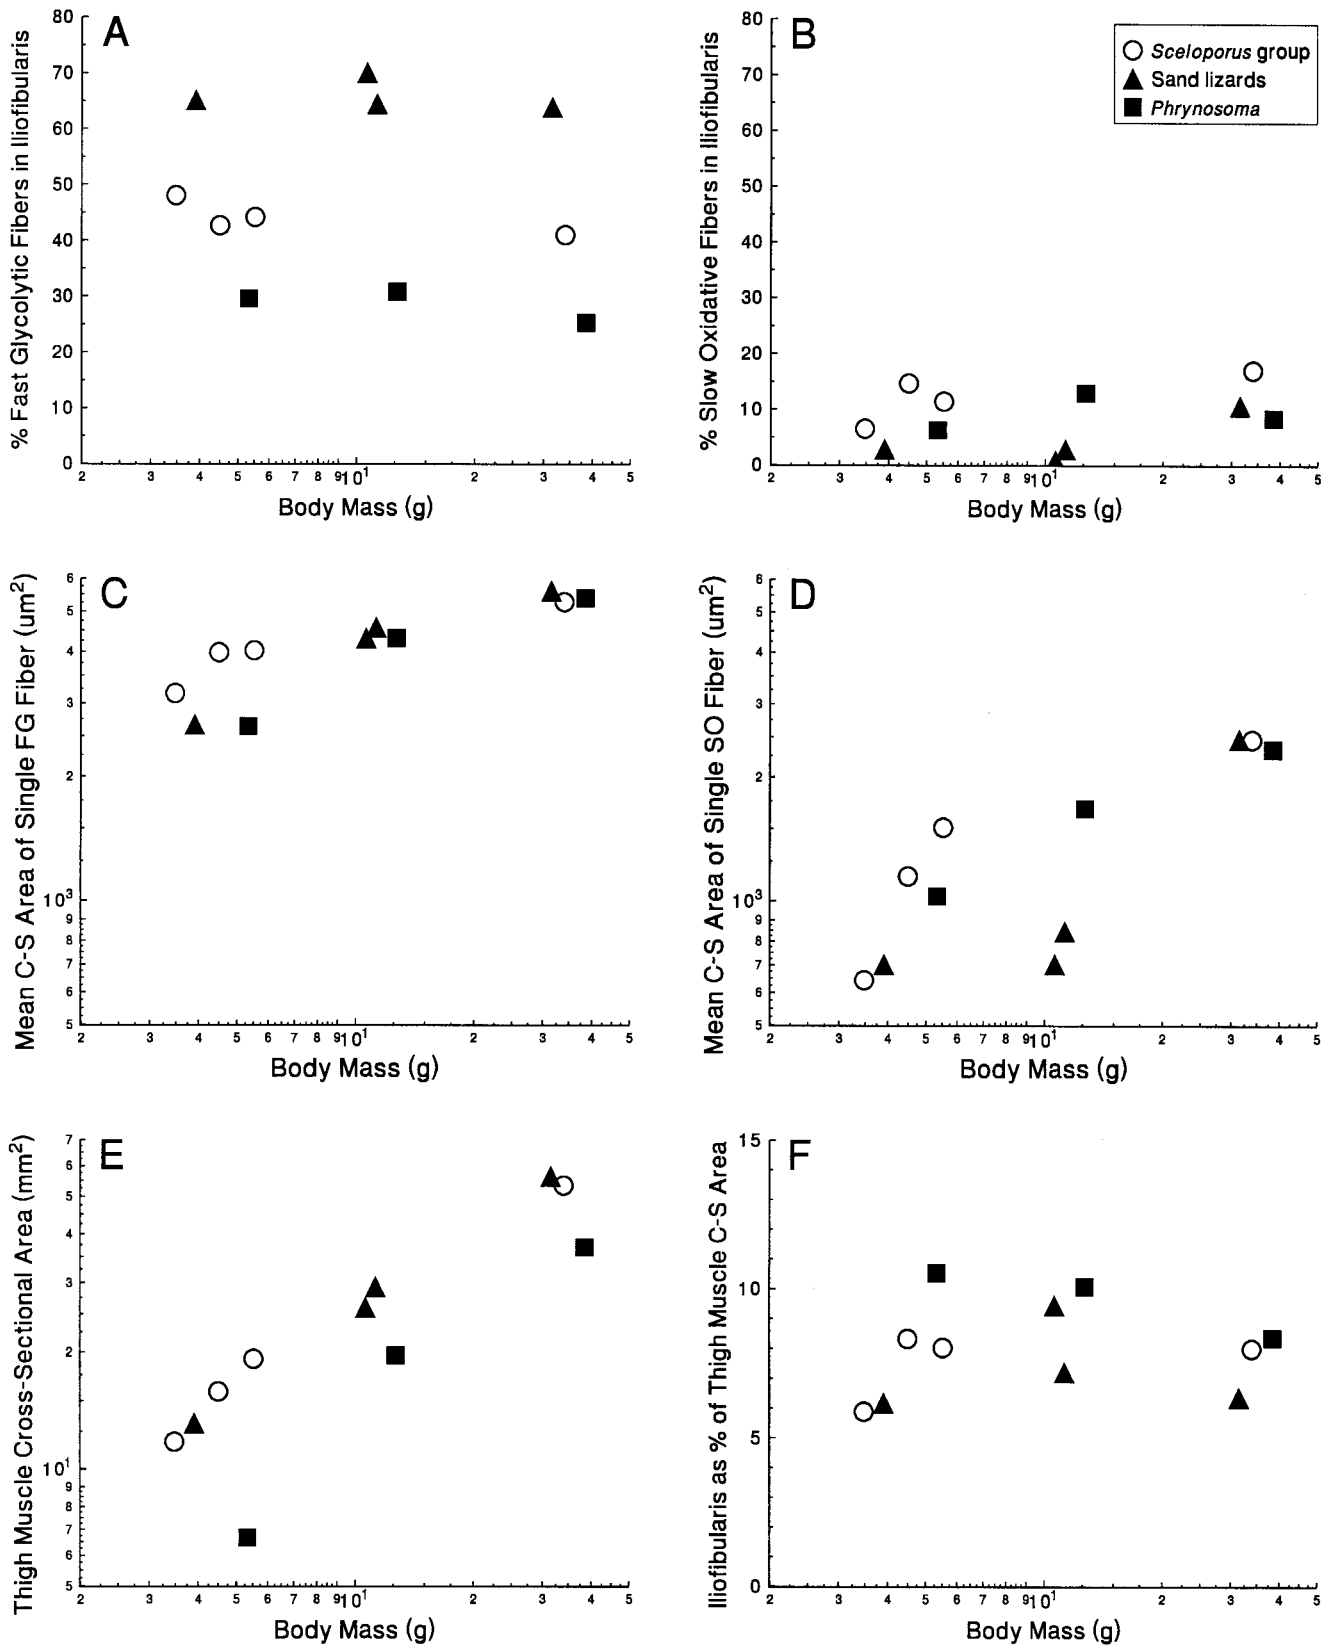 A
% Fast Glycolytic Fibers in Iliofibularis
80
70
60
50
40
30
20
10
0
2 3 4 5 6 7 8 9 10¹ 2 3 4 5
Body Mass (g)
B
% Slow Oxidative Fibers in Iliofibularis
80
70
60
50
40
30
20
10
0
2 3 4 5 6 7 8 9 10¹ 2 3 4 5
Body Mass (g)
Sceloporus group
Sand lizards
Phrynosoma
C
Mean C-S Area of Single FG Fiber (um²)
6
5
4
3
2
10³
9
8
7
6
5
2 3 4 5 6 7 8 9 10¹ 2 3 4 5
Body Mass (g)
D
Mean C-S Area of Single SO Fiber (um²)
6
5
4
3
2
10³
9
8
7
6
5
2 3 4 5 6 7 8 9 10¹ 2 3 4 5
Body Mass (g)
E
Thigh Muscle Cross-Sectional Area (mm²)
7
6
5
4
3
2
10¹
9
8
7
6
5
2 3 4 5 6 7 8 9 10¹ 2 3 4 5
Body Mass (g)
F
Iliofibularis as % of Thigh Muscle C-S Area
15
10
5
0
2 3 4 5 6 7 8 9 10¹ 2 3 4 5
Body Mass (g)